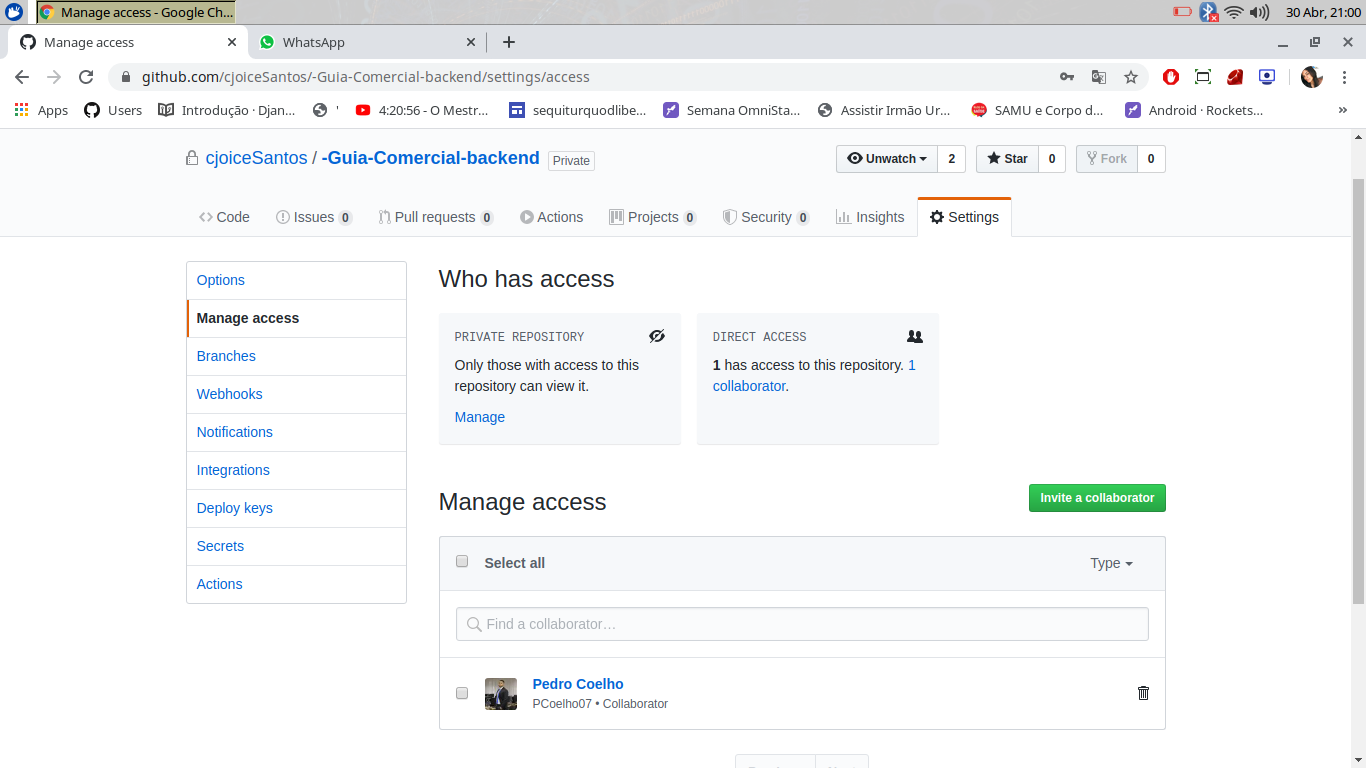 Manage access - Google Ch...
30 Abr, 21:00
Manage access
WhatsApp
github.com/cjoiceSantos/-Guia-Comercial-backend/settings/access
Apps
Users
Introdução · Djan...
'
4:20:56 - O Mestr...
sequiturquodlibe...
Semana OmniSta...
Assistir Irmão Ur...
SAMU e Corpo d...
Android · Rockets...
»
cjoiceSantos / -Guia-Comercial-backend Private
Unwatch 2
Star 0
Fork 0
Code
Issues 0
Pull requests 0
Actions
Projects 0
Security 0
Insights
Settings
Options
Manage access
Branches
Webhooks
Notifications
Integrations
Deploy keys
Secrets
Actions
Who has access
PRIVATE REPOSITORY
Only those with access to this
repository can view it.
Manage
DIRECT ACCESS
1 has access to this repository. 1
collaborator.
Manage access
Invite a collaborator
Select all
Type
Find a collaborator…
Pedro Coelho
PCoelho07 • Collaborator